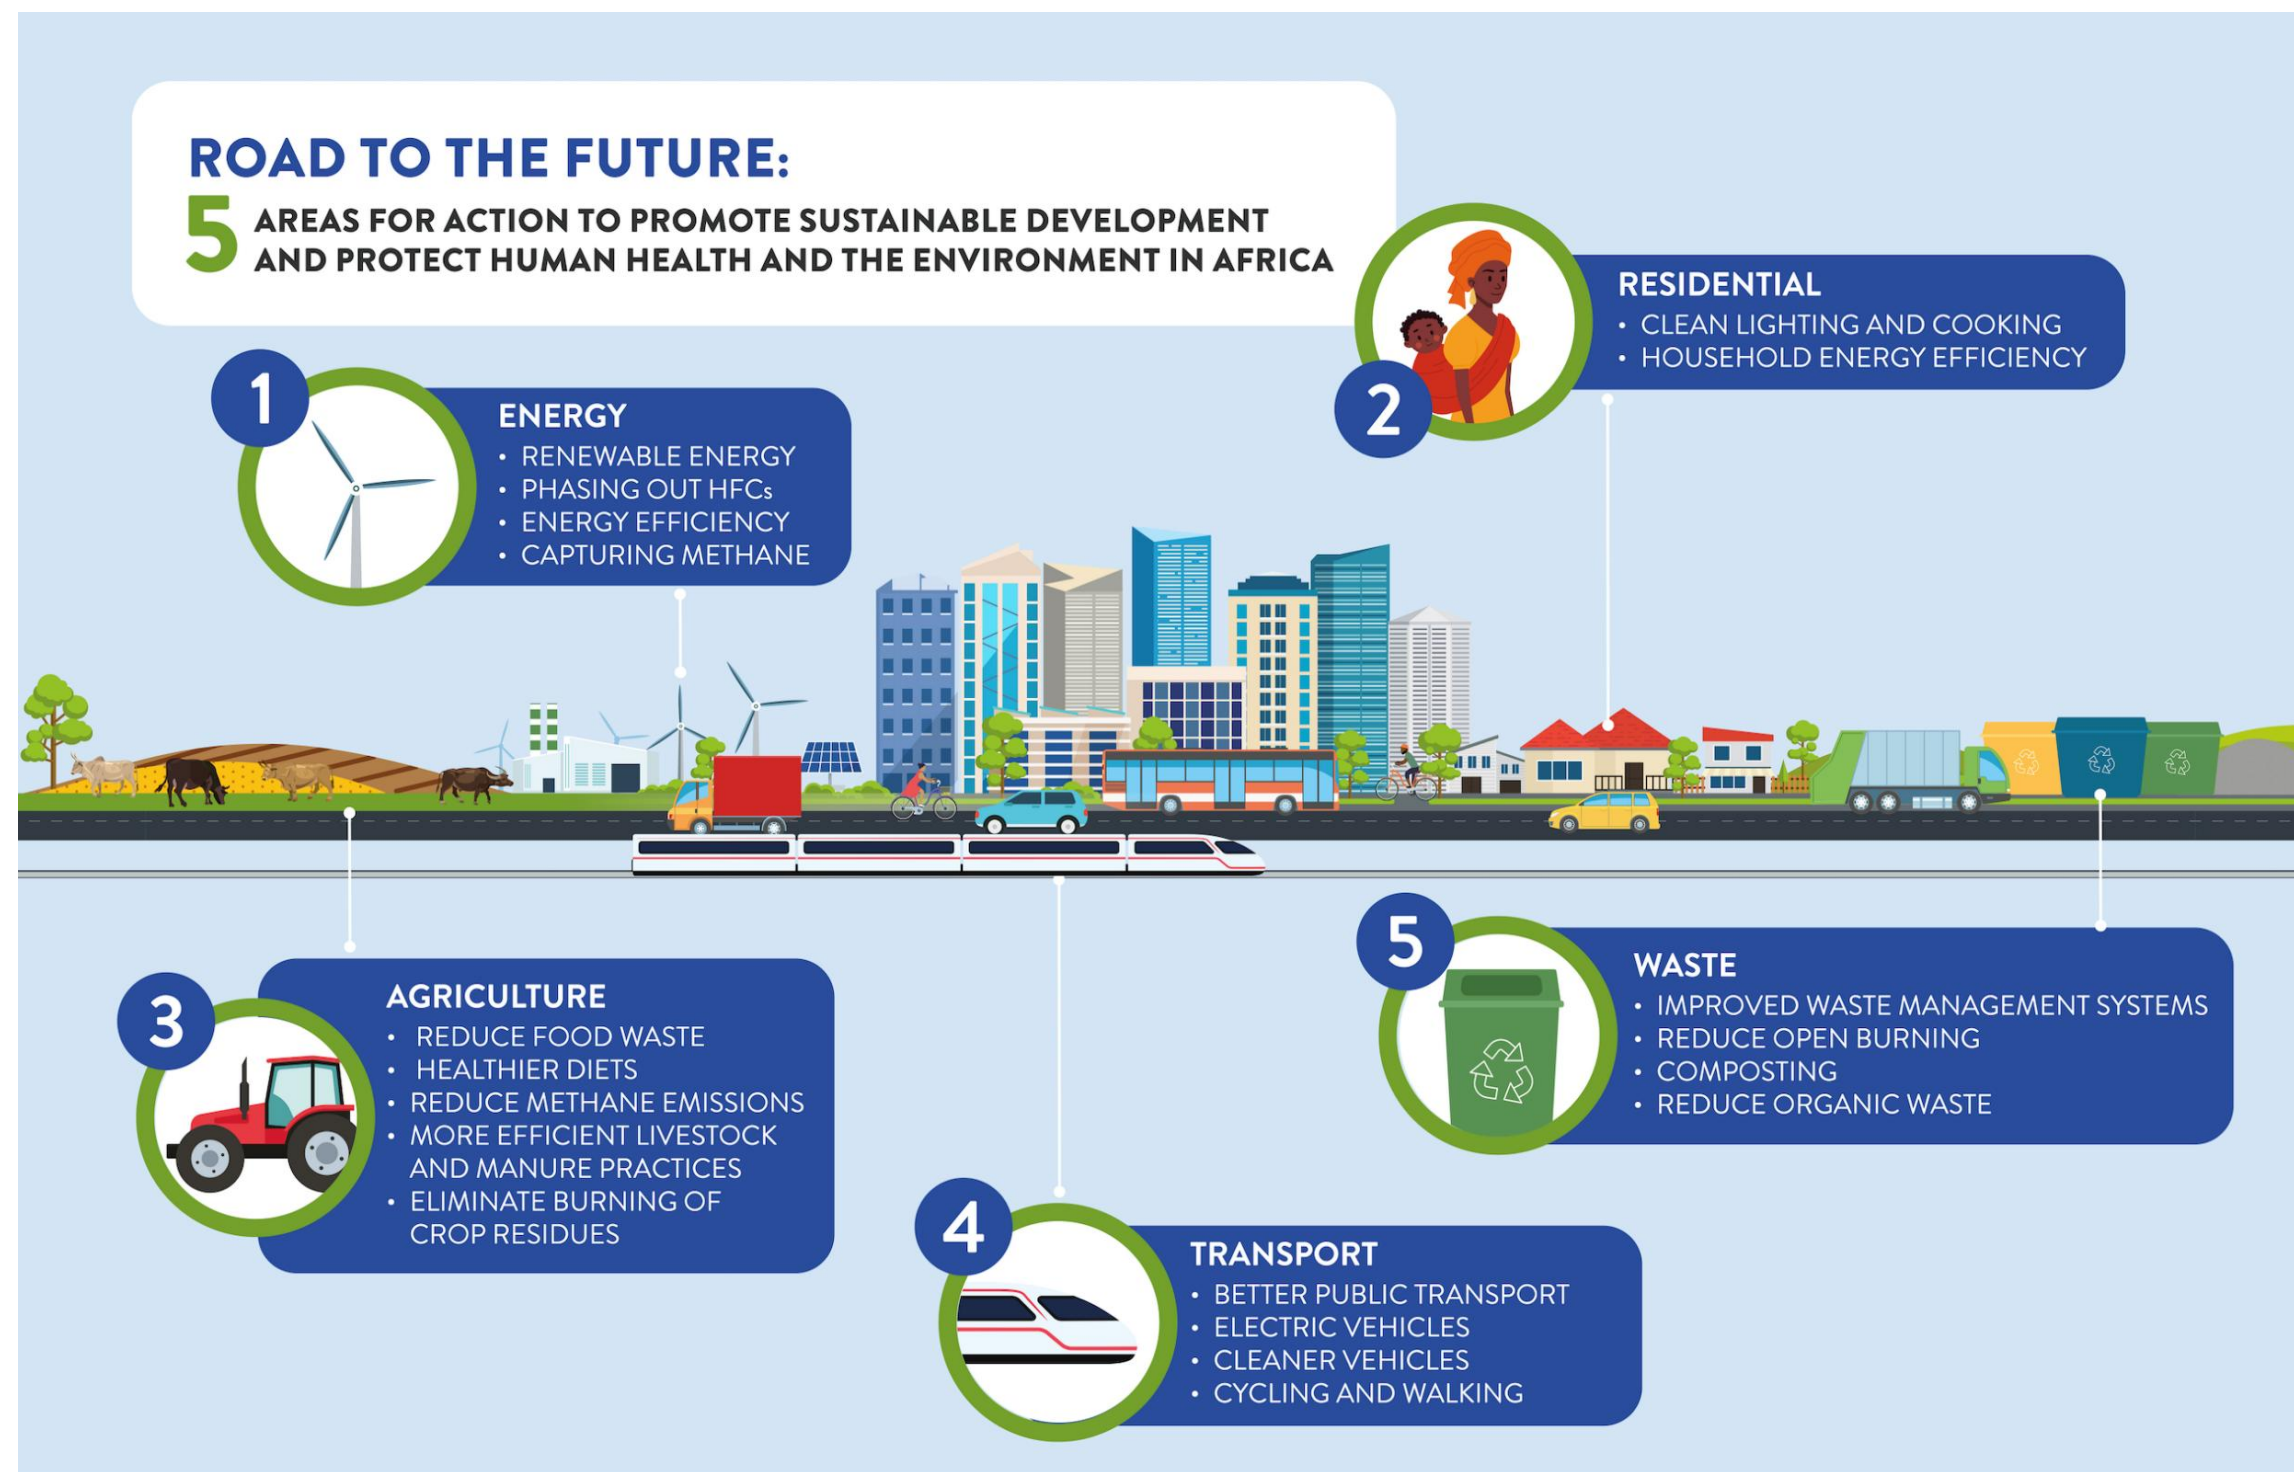 ROAD TO THE FUTURE:
5 AREAS FOR ACTION TO PROMOTE SUSTAINABLE DEVELOPMENT
AND PROTECT HUMAN HEALTH AND THE ENVIRONMENT IN AFRICA
1
ENERGY
• RENEWABLE ENERGY
• PHASING OUT HFCs
• ENERGY EFFICIENCY
• CAPTURING METHANE
2
RESIDENTIAL
• CLEAN LIGHTING AND COOKING
• HOUSEHOLD ENERGY EFFICIENCY
3
AGRICULTURE
• REDUCE FOOD WASTE
• HEALTHIER DIETS
• REDUCE METHANE EMISSIONS
• MORE EFFICIENT LIVESTOCK
AND MANURE PRACTICES
• ELIMINATE BURNING OF
CROP RESIDUES
4
TRANSPORT
• BETTER PUBLIC TRANSPORT
• ELECTRIC VEHICLES
• CLEANER VEHICLES
• CYCLING AND WALKING
5
WASTE
• IMPROVED WASTE MANAGEMENT SYSTEMS
• REDUCE OPEN BURNING
• COMPOSTING
• REDUCE ORGANIC WASTE